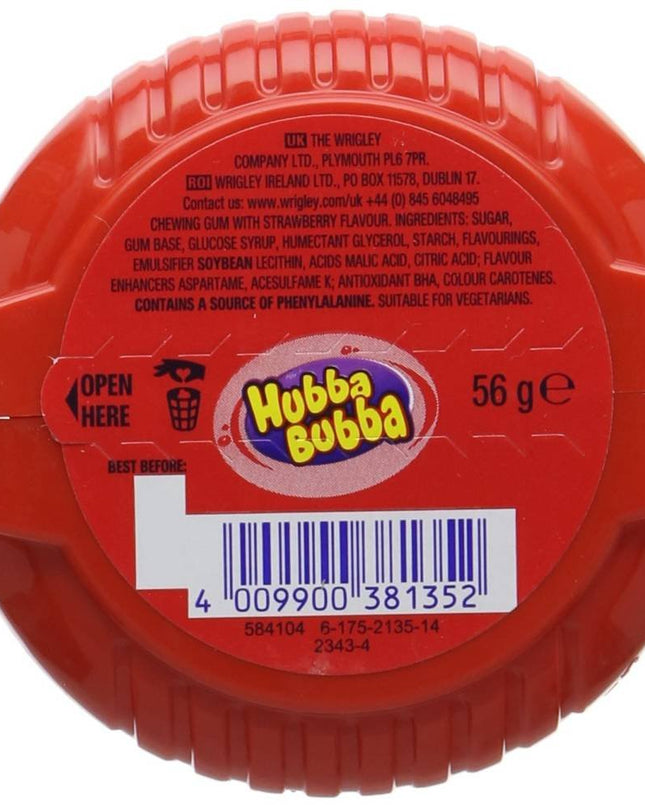 UK THE WRIGLEY
COMPANY LTD., PLYMOUTH PL6 7PR.
ROI WRIGLEY IRELAND LTD., PO BOX 11578, DUBLIN 17.
Contact us: www.wrigley.com/uk +44 (0) 845 6048495
CHEWING GUM WITH STRAWBERRY FLAVOUR. INGREDIENTS: SUGAR,
GUM BASE, GLUCOSE SYRUP, HUMECTANT GLYCEROL, STARCH, FLAVOURINGS,
EMULSIFIER SOYBEAN LECITHIN, ACIDS MALIC ACID, CITRIC ACID; FLAVOUR
ENHANCERS ASPARTAME, ACESULFAME K; ANTIOXIDANT BHA, COLOUR CAROTENES.
CONTAINS A SOURCE OF PHENYLALANINE. SUITABLE FOR VEGETARIANS.
OPEN
HERE
Hubba
Bubba
56 g℮
BEST BEFORE:
4 009900 381352
584104 6-175-2135-14
2343-4